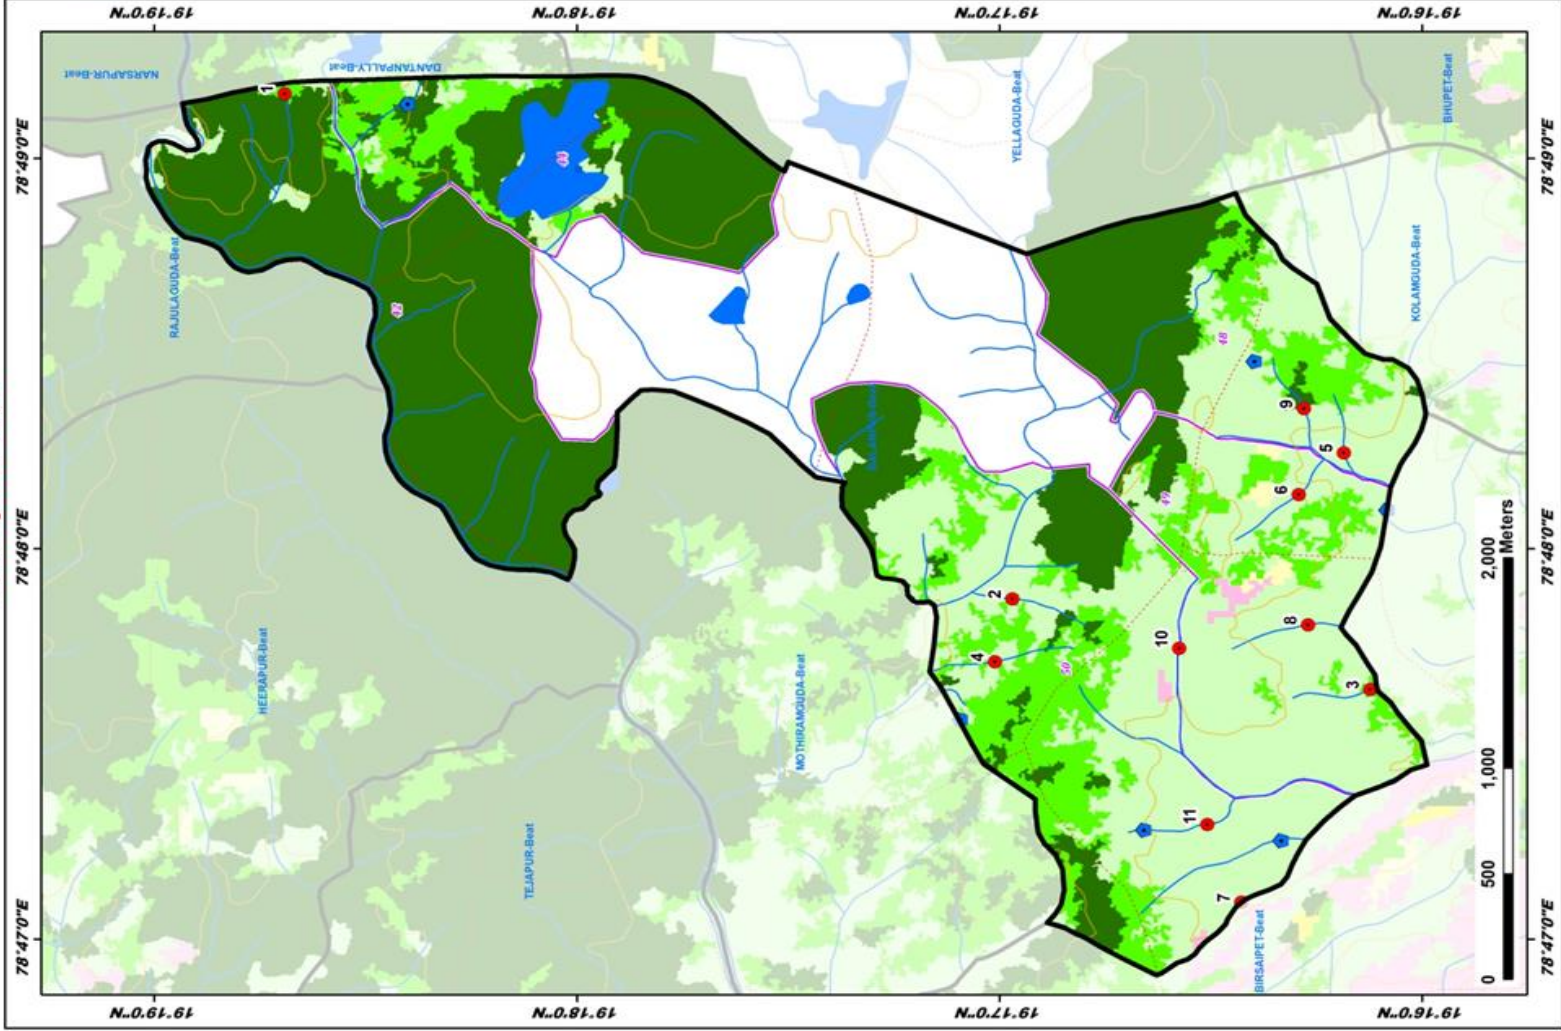 19°19'0"N
19°18'0"N
19°17'0"N
19°16'0"N
NARSAPUR-Beat
DANTANPALLY-Beat
1
78°49'0"E
44
YELLAGUDA-Beat
BHUPET-Beat
78°49'0"E
RAJULAGUDA-Beat
42
KOLAMGUDA-Beat
48
9
5
6
49
78°48'0"E
78°48'0"E
2
4
10
8
3
50
HEERAPUR-Beat
MOTHIRAMGUDA-Beat
TEJAPUR-Beat
11
7
BIRSAIPET-Beat
0 500 1,000 2,000
Meters
78°47'0"E
78°47'0"E
19°19'0"N
19°18'0"N
19°17'0"N
19°16'0"N